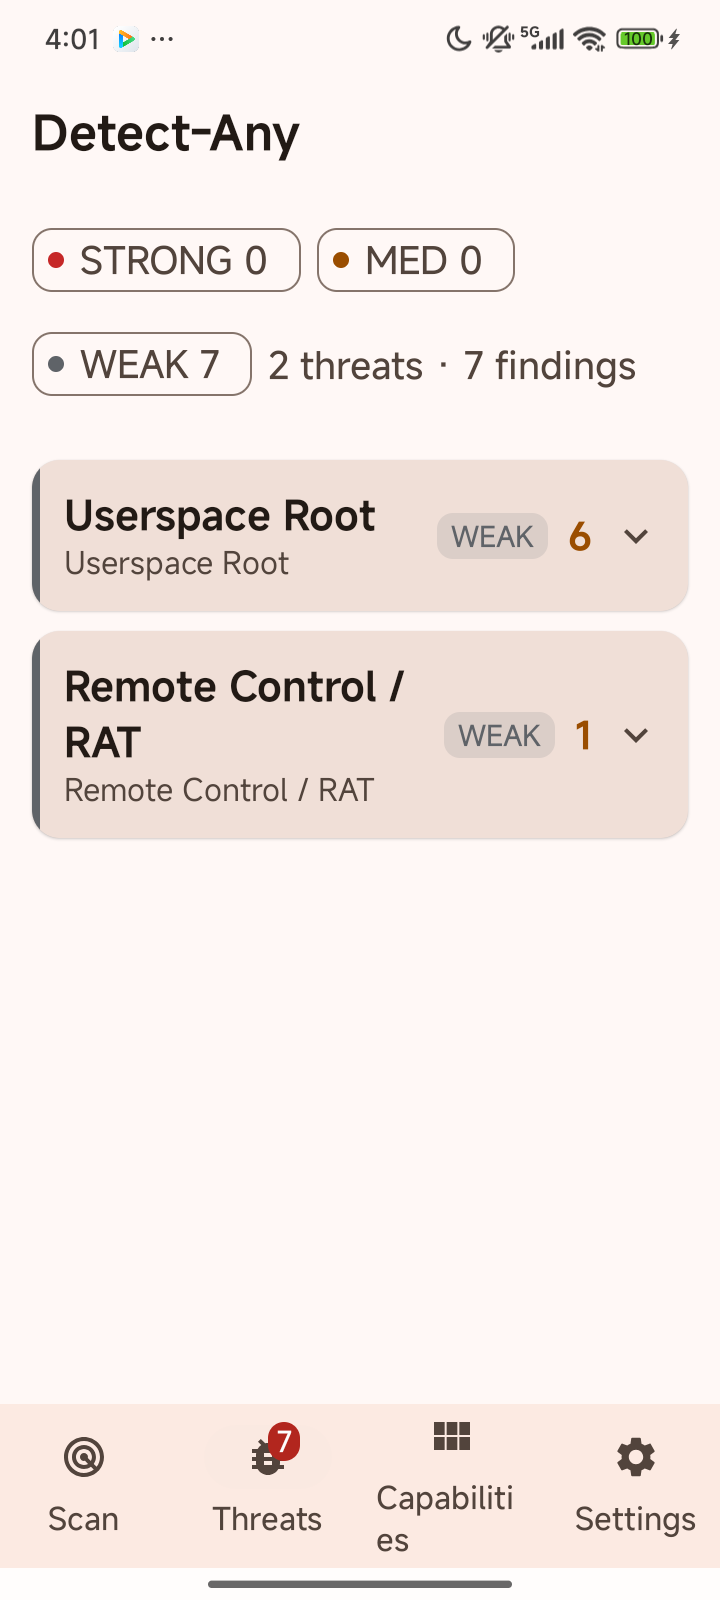 4:01
5G
100
Detect-Any
STRONG 0
MED 0
WEAK 7
2 threats · 7 findings
Userspace Root
Userspace Root
WEAK
6
Remote Control /
RAT
Remote Control / RAT
WEAK
1
Scan
7
Threats
Capabiliti
es
Settings